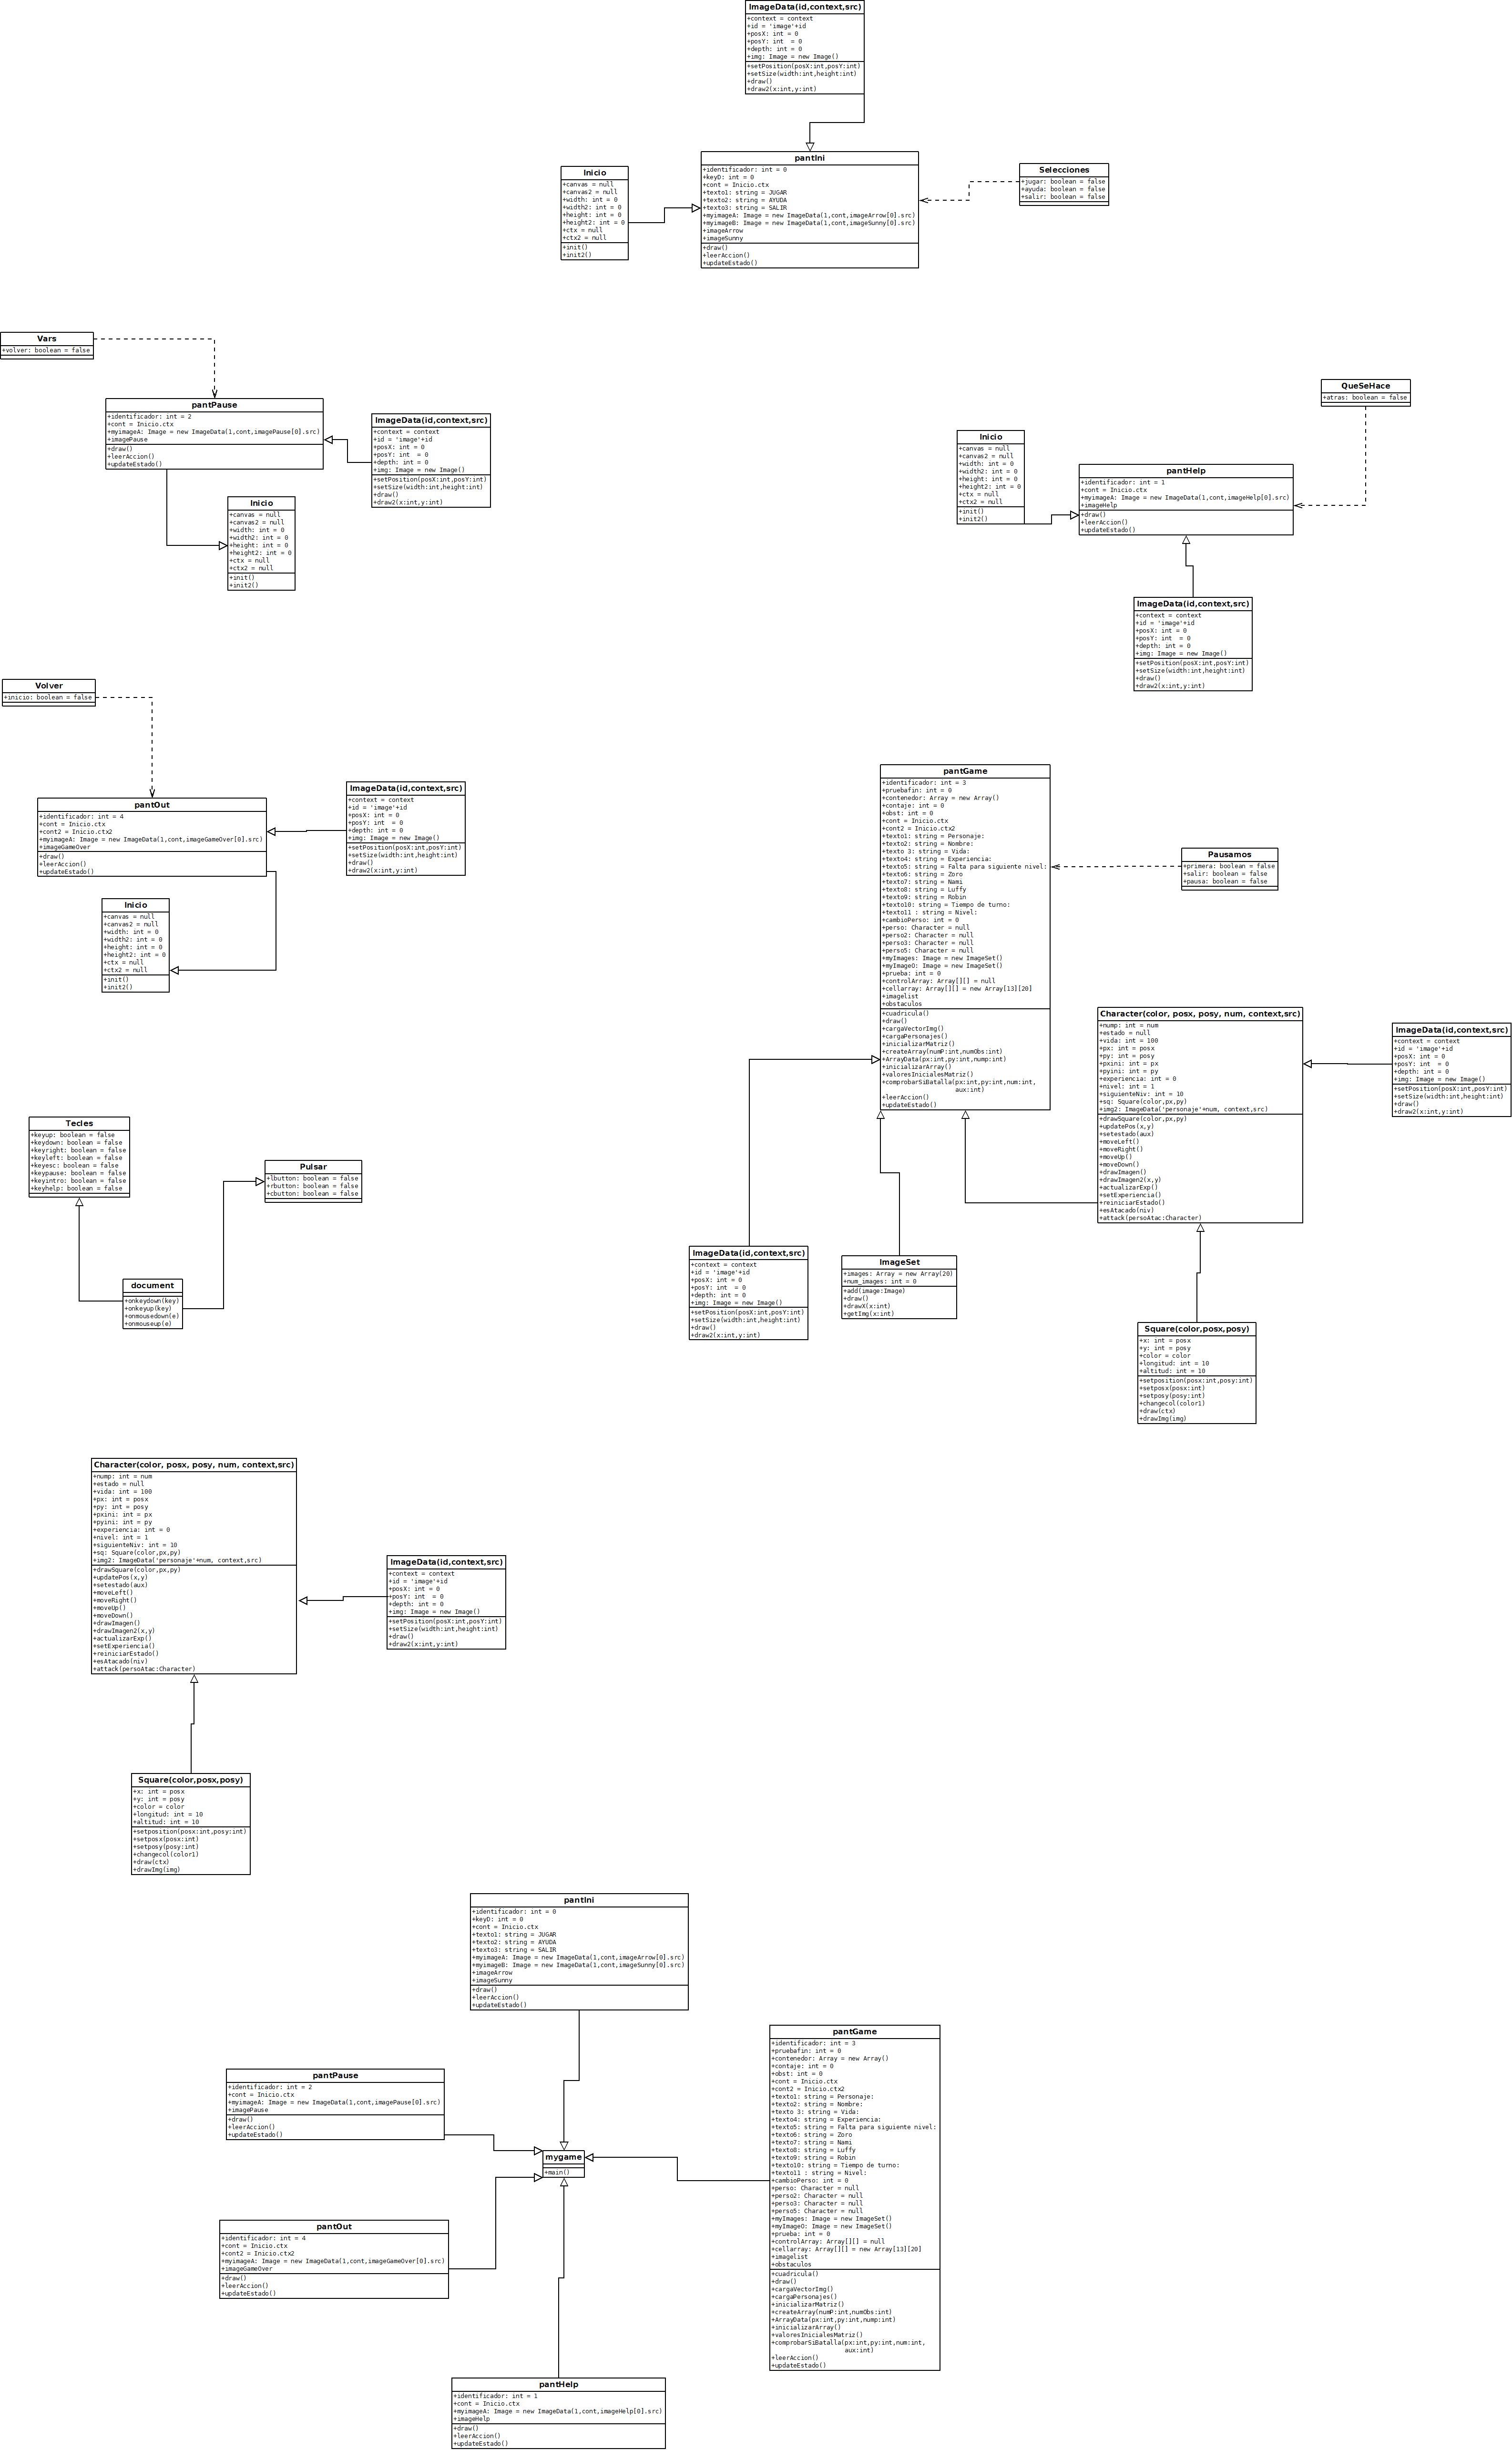 ImageData(id,context,src)
+context = context
+id = 'image'+id
+posX: int = 0
+posY: int  = 0
+depth: int = 0
+img: Image = new Image()
+setPosition(posX:int,posY:int)
+setSize(width:int,height:int)
+draw()
+draw2(x:int,y:int)
Inicio
+canvas = null
+canvas2 = null
+width: int = 0
+width2: int = 0
+height: int = 0
+height2: int = 0
+ctx = null
+ctx2 = null
+init()
+init2()
pantIni
+identificador: int = 0
+keyD: int = 0
+cont = Inicio.ctx
+texto1: string = JUGAR
+texto2: string = AYUDA
+texto3: string = SALIR
+myimageA: Image = new ImageData(1,cont,imageArrow[0].src)
+myimageB: Image = new ImageData(1,cont,imageSunny[0].src)
+imageArrow
+imageSunny
+draw()
+leerAccion()
+updateEstado()
Selecciones
+jugar: boolean = false
+ayuda: boolean = false
+salir: boolean = false
Vars
+volver: boolean = false
pantPause
+identificador: int = 2
+cont = Inicio.ctx
+myimageA: Image = new ImageData(1,cont,imagePause[0].src)
+imagePause
+draw()
+leerAccion()
+updateEstado()
ImageData(id,context,src)
+context = context
+id = 'image'+id
+posX: int = 0
+posY: int  = 0
+depth: int = 0
+img: Image = new Image()
+setPosition(posX:int,posY:int)
+setSize(width:int,height:int)
+draw()
+draw2(x:int,y:int)
Inicio
+canvas = null
+canvas2 = null
+width: int = 0
+width2: int = 0
+height: int = 0
+height2: int = 0
+ctx = null
+ctx2 = null
+init()
+init2()
QueSeHace
+atras: boolean = false
Inicio
+canvas = null
+canvas2 = null
+width: int = 0
+width2: int = 0
+height: int = 0
+height2: int = 0
+ctx = null
+ctx2 = null
+init()
+init2()
pantHelp
+identificador: int = 1
+cont = Inicio.ctx
+myimageA: Image = new ImageData(1,cont,imageHelp[0].src)
+imageHelp
+draw()
+leerAccion()
+updateEstado()
ImageData(id,context,src)
+context = context
+id = 'image'+id
+posX: int = 0
+posY: int  = 0
+depth: int = 0
+img: Image = new Image()
+setPosition(posX:int,posY:int)
+setSize(width:int,height:int)
+draw()
+draw2(x:int,y:int)
Volver
+inicio: boolean = false
pantOut
+identificador: int = 4
+cont = Inicio.ctx
+cont2 = Inicio.ctx2
+myimageA: Image = new ImageData(1,cont,imageGameOver[0].src)
+imageGameOver
+draw()
+leerAccion()
+updateEstado()
ImageData(id,context,src)
+context = context
+id = 'image'+id
+posX: int = 0
+posY: int  = 0
+depth: int = 0
+img: Image = new Image()
+setPosition(posX:int,posY:int)
+setSize(width:int,height:int)
+draw()
+draw2(x:int,y:int)
Inicio
+canvas = null
+canvas2 = null
+width: int = 0
+width2: int = 0
+height: int = 0
+height2: int = 0
+ctx = null
+ctx2 = null
+init()
+init2()
pantGame
+identificador: int = 3
+pruebafin: int = 0
+contenedor: Array = new Array()
+contaje: int = 0
+obst: int = 0
+cont = Inicio.ctx
+cont2 = Inicio.ctx2
+texto1: string = Personaje:
+texto2: string = Nombre:
+texto 3: string = Vida:
+texto4: string = Experiencia:
+texto5: string = Falta para siguiente nivel:
+texto6: string = Zoro
+texto7: string = Nami
+texto8: string = Luffy
+texto9: string = Robin
+texto10: string = Tiempo de turno:
+texto11 : string = Nivel:
+cambioPerso: int = 0
+perso: Character = null
+perso2: Character = null
+perso3: Character = null
+perso5: Character = null
+myImages: Image = new ImageSet()
+myImageO: Image = new ImageSet()
+prueba: int = 0
+controlArray: Array[][] = null
+cellarray: Array[][] = new Array[13][20]
+imagelist
+obstaculos
+cuadricula()
+draw()
+cargaVectorImg()
+cargaPersonajes()
+inicializarMatriz()
+createArray(numP:int,numObs:int)
+ArrayData(px:int,py:int,nump:int)
+inicializarArray()
+valoresInicialesMatriz()
+comprobarSiBatalla(px:int,py:int,num:int,
aux:int)
+leerAccion()
+updateEstado()
Pausamos
+primera: boolean = false
+salir: boolean = false
+pausa: boolean = false
Character(color, posx, posy, num, context,src)
+nump: int = num
+estado = null
+vida: int = 100
+px: int = posx
+py: int = posy
+pxini: int = px
+pyini: int = py
+experiencia: int = 0
+nivel: int = 1
+siguienteNiv: int = 10
+sq: Square(color,px,py)
+img2: ImageData('personaje'+num, context,src)
+drawSquare(color,px,py)
+updatePos(x,y)
+setestado(aux)
+moveLeft()
+moveRight()
+moveUp()
+moveDown()
+drawImagen()
+drawImagen2(x,y)
+actualizarExp()
+setExperiencia()
+reiniciarEstado()
+esAtacado(niv)
+attack(persoAtac:Character)
ImageData(id,context,src)
+context = context
+id = 'image'+id
+posX: int = 0
+posY: int  = 0
+depth: int = 0
+img: Image = new Image()
+setPosition(posX:int,posY:int)
+setSize(width:int,height:int)
+draw()
+draw2(x:int,y:int)
Tecles
+keyup: boolean = false
+keydown: boolean = false
+keyright: boolean = false
+keyleft: boolean = false
+keyesc: boolean = false
+keypause: boolean = false
+keyintro: boolean = false
+keyhelp: boolean = false
Pulsar
+lbutton: boolean = false
+rbutton: boolean = false
+cbutton: boolean = false
document
+onkeydown(key)
+onkeyup(key)
+onmousedown(e)
+onmouseup(e)
ImageData(id,context,src)
+context = context
+id = 'image'+id
+posX: int = 0
+posY: int  = 0
+depth: int = 0
+img: Image = new Image()
+setPosition(posX:int,posY:int)
+setSize(width:int,height:int)
+draw()
+draw2(x:int,y:int)
ImageSet
+images: Array = new Array(20)
+num_images: int = 0
+add(image:Image)
+draw()
+drawX(x:int)
+getImg(x:int)
Square(color,posx,posy)
+x: int = posx
+y: int = posy
+color = color
+longitud: int = 10
+altitud: int = 10
+setposition(posx:int,posy:int)
+setposx(posx:int)
+setposy(posy:int)
+changecol(color1)
+draw(ctx)
+drawImg(img)
Character(color, posx, posy, num, context,src)
+nump: int = num
+estado = null
+vida: int = 100
+px: int = posx
+py: int = posy
+pxini: int = px
+pyini: int = py
+experiencia: int = 0
+nivel: int = 1
+siguienteNiv: int = 10
+sq: Square(color,px,py)
+img2: ImageData('personaje'+num, context,src)
+drawSquare(color,px,py)
+updatePos(x,y)
+setestado(aux)
+moveLeft()
+moveRight()
+moveUp()
+moveDown()
+drawImagen()
+drawImagen2(x,y)
+actualizarExp()
+setExperiencia()
+reiniciarEstado()
+esAtacado(niv)
+attack(persoAtac:Character)
ImageData(id,context,src)
+context = context
+id = 'image'+id
+posX: int = 0
+posY: int  = 0
+depth: int = 0
+img: Image = new Image()
+setPosition(posX:int,posY:int)
+setSize(width:int,height:int)
+draw()
+draw2(x:int,y:int)
Square(color,posx,posy)
+x: int = posx
+y: int = posy
+color = color
+longitud: int = 10
+altitud: int = 10
+setposition(posx:int,posy:int)
+setposx(posx:int)
+setposy(posy:int)
+changecol(color1)
+draw(ctx)
+drawImg(img)
pantIni
+identificador: int = 0
+keyD: int = 0
+cont = Inicio.ctx
+texto1: string = JUGAR
+texto2: string = AYUDA
+texto3: string = SALIR
+myimageA: Image = new ImageData(1,cont,imageArrow[0].src)
+myimageB: Image = new ImageData(1,cont,imageSunny[0].src)
+imageArrow
+imageSunny
+draw()
+leerAccion()
+updateEstado()
pantPause
+identificador: int = 2
+cont = Inicio.ctx
+myimageA: Image = new ImageData(1,cont,imagePause[0].src)
+imagePause
+draw()
+leerAccion()
+updateEstado()
mygame
+main()
pantGame
+identificador: int = 3
+pruebafin: int = 0
+contenedor: Array = new Array()
+contaje: int = 0
+obst: int = 0
+cont = Inicio.ctx
+cont2 = Inicio.ctx2
+texto1: string = Personaje:
+texto2: string = Nombre:
+texto 3: string = Vida:
+texto4: string = Experiencia:
+texto5: string = Falta para siguiente nivel:
+texto6: string = Zoro
+texto7: string = Nami
+texto8: string = Luffy
+texto9: string = Robin
+texto10: string = Tiempo de turno:
+texto11 : string = Nivel:
+cambioPerso: int = 0
+perso: Character = null
+perso2: Character = null
+perso3: Character = null
+perso5: Character = null
+myImages: Image = new ImageSet()
+myImageO: Image = new ImageSet()
+prueba: int = 0
+controlArray: Array[][] = null
+cellarray: Array[][] = new Array[13][20]
+imagelist
+obstaculos
+cuadricula()
+draw()
+cargaVectorImg()
+cargaPersonajes()
+inicializarMatriz()
+createArray(numP:int,numObs:int)
+ArrayData(px:int,py:int,nump:int)
+inicializarArray()
+valoresInicialesMatriz()
+comprobarSiBatalla(px:int,py:int,num:int,
aux:int)
+leerAccion()
+updateEstado()
pantOut
+identificador: int = 4
+cont = Inicio.ctx
+cont2 = Inicio.ctx2
+myimageA: Image = new ImageData(1,cont,imageGameOver[0].src)
+imageGameOver
+draw()
+leerAccion()
+updateEstado()
pantHelp
+identificador: int = 1
+cont = Inicio.ctx
+myimageA: Image = new ImageData(1,cont,imageHelp[0].src)
+imageHelp
+draw()
+leerAccion()
+updateEstado()